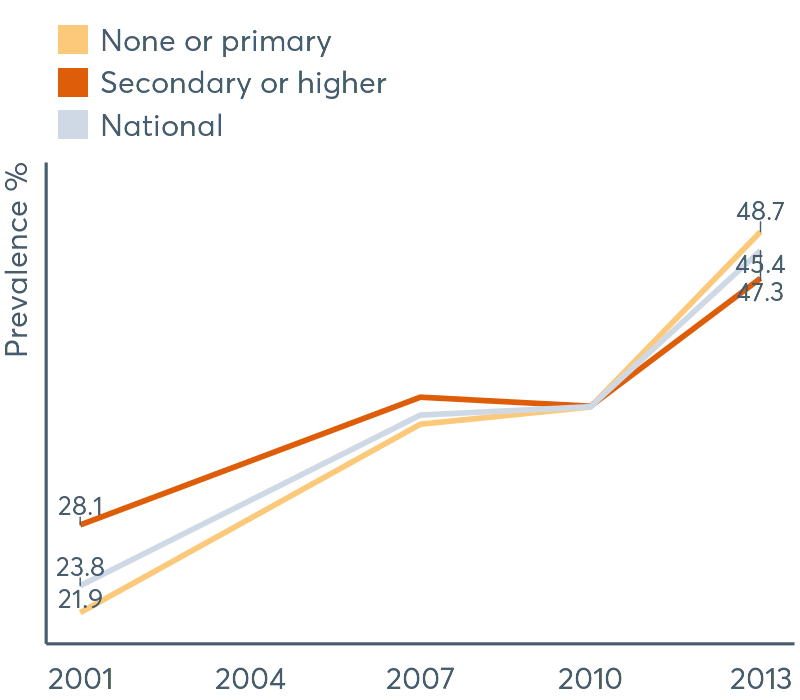 None or primary
Secondary or higher
National
Prevalence %
48.7
45.4
47.3
28.1
23.8
21.9
2001 2004 2007 2010 2013